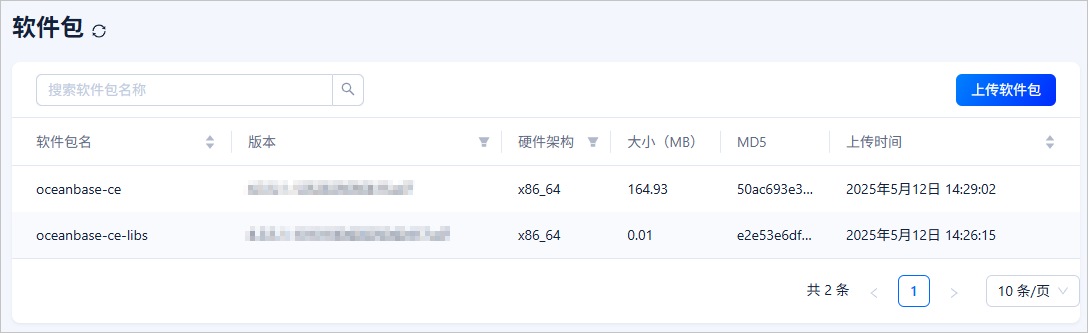 软件包
搜索软件包名称
上传软件包
软件包名 版本 硬件架构 大小（MB） MD5 上传时间
oceanbase-ce x86_64 164.93 50ac693e3... 2025年5月12日 14:29:02
oceanbase-ce-libs x86_64 0.01 e2e53e6df... 2025年5月12日 14:26:15
共 2 条 < 1 > 10 条/页